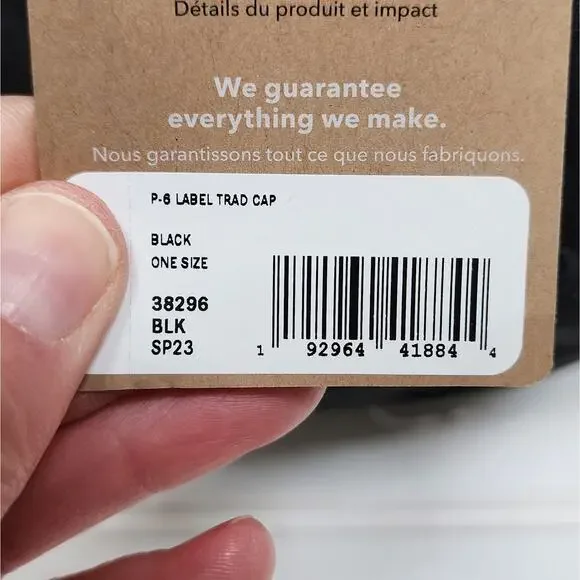 Détails du produit et impact
We guarantee
everything we make.
Nous garantissons tout ce que nous fabriquons.
P-6 LABEL TRAD CAP
BLACK
ONE SIZE
38296
BLK
SP23
1 92964 41884 4